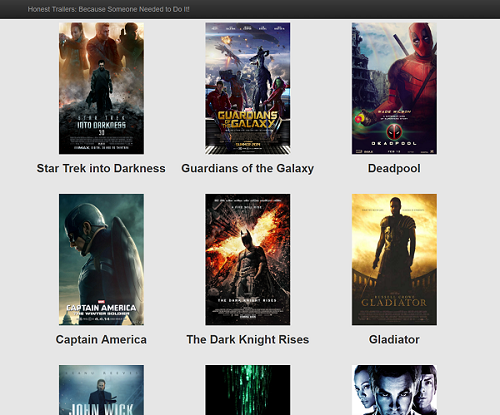 Honest Trailers: Because Someone Needed to Do It!
STAR TREK
INTO DARKNESS
3D
GUARDIANS
OF THE
GALAXY
WADE WILSON
DEADPOOL
Star Trek into Darkness
Guardians of the Galaxy
Deadpool
CAPTAIN AMERICA
THE WINTER SOLDIER
THE DARK KNIGHT RISES
GLADIATOR
Captain America
The Dark Knight Rises
Gladiator
JOHN WICK